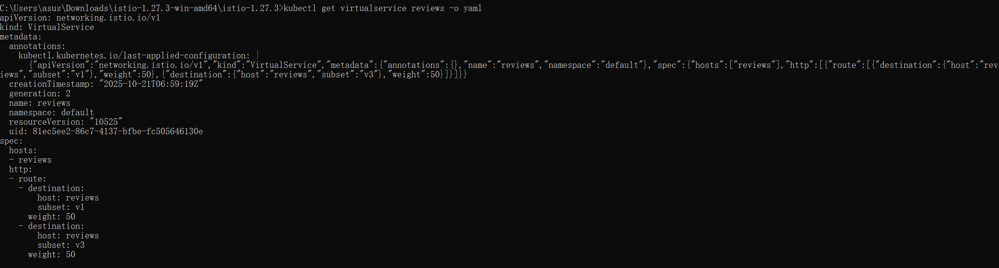 C:\Users\asus\Downloads\istio-1.27.3-win-amd64\istio-1.27.3>kubectl get virtualservice reviews -o yaml
apiVersion: networking.istio.io/v1
kind: VirtualService
metadata:
  annotations:
    kubectl.kubernetes.io/last-applied-configuration: |
      {"apiVersion":"networking.istio.io/v1","kind":"VirtualService","metadata":{"annotations":{},"name":"reviews","namespace":"default"},"spec":{"hosts":["reviews"],"http":[{"route":[{"destination":{"host":"rev
iews","subset":"v1"},"weight":50},{"destination":{"host":"reviews","subset":"v3"},"weight":50}]}]}}
  creationTimestamp: "2025-10-21T06:59:19Z"
  generation: 2
  name: reviews
  namespace: default
  resourceVersion: "10525"
  uid: 81ec5ee2-86c7-4137-bfbe-fc505646130e
spec:
  hosts:
  - reviews
  http:
  - route:
    - destination:
        host: reviews
        subset: v1
      weight: 50
    - destination:
        host: reviews
        subset: v3
      weight: 50